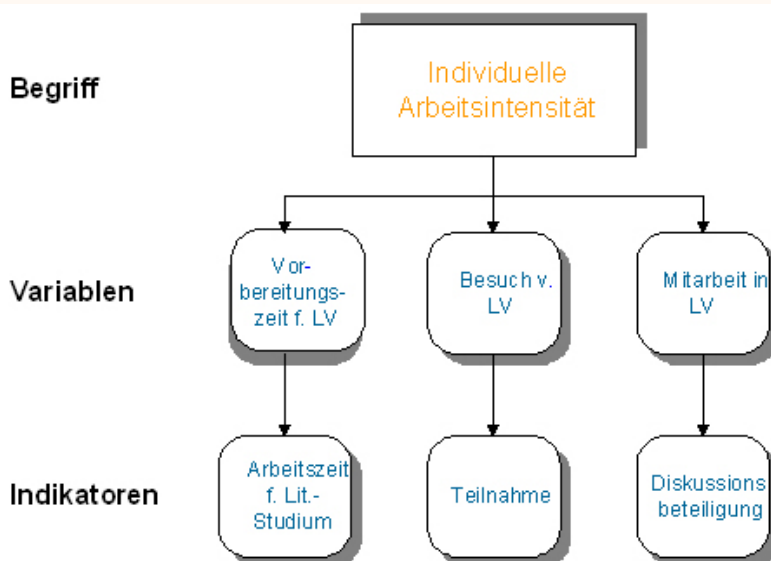 Begriff
Individuelle
Arbeitsintensität
Variablen
Vor-
bereitungs-
zeit f. LV
Besuch v.
LV
Mitarbeit in
LV
Indikatoren
Arbeitszeit
f. Lit.-
Studium
Teilnahme
Diskussions
beteiligung